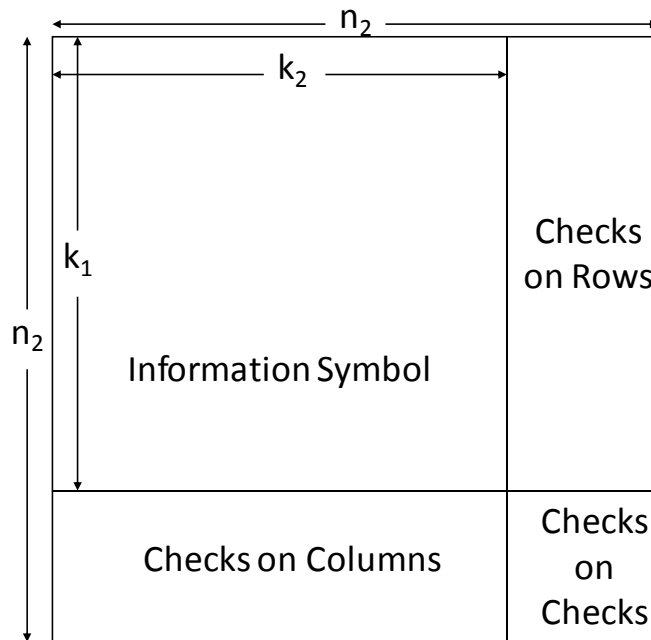 n₂
k₂
k₁
Checks
on Rows
n₂
Information Symbol
Checks on Columns
Checks
on
Checks